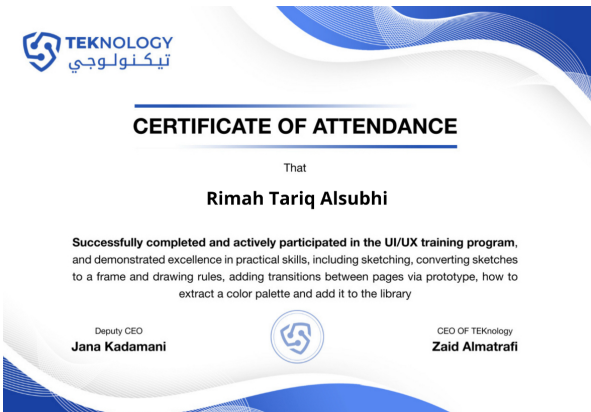 TEKNOLOGY
تيكنولوجي
CERTIFICATE OF ATTENDANCE
That
Rimah Tariq Alsubhi
Successfully completed and actively participated in the UI/UX training program,
and demonstrated excellence in practical skills, including sketching, converting sketches
to a frame and drawing rules, adding transitions between pages via prototype, how to
extract a color palette and add it to the library
Deputy CEO
Jana Kadamani
CEO OF TEKnology
Zaid Almatrafi